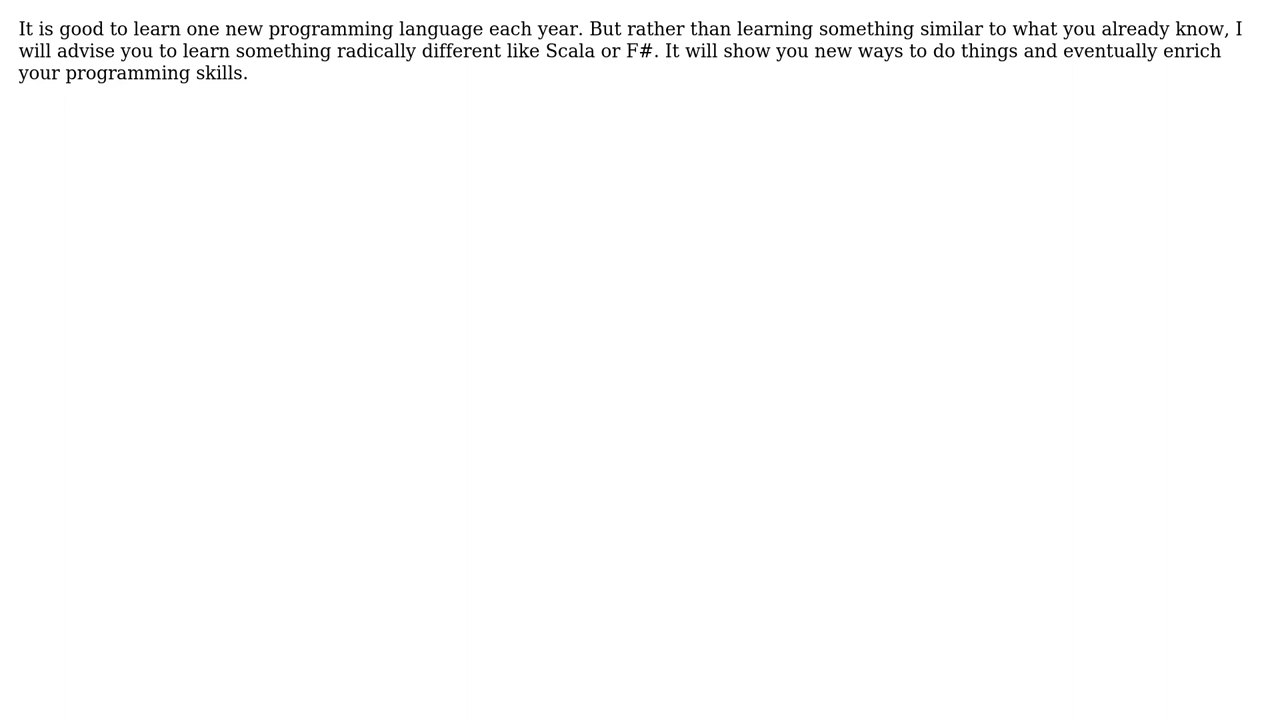 It is good to learn one new programming language each year. But rather than learning something similar to what you already know, I
will advise you to learn something radically different like Scala or F#. It will show you new ways to do things and eventually enrich
your programming skills.